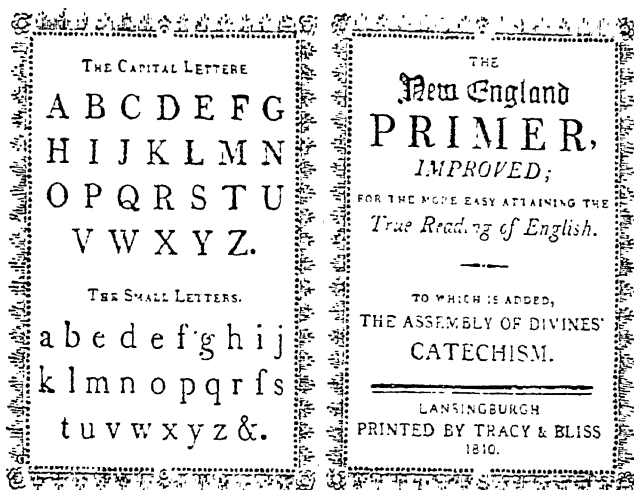 THE CAPITAL LETTERE
A B C D E F G
H I J K L M N
O P Q R S T U
V W X Y Z.
THE SMALL LETTERS.
a b e d e f g h i j
k l m n o p q r ſ s
t u v w x y z &.
THE
New England
PRIMER,
IMPROVED;
FOR THE MORE EASY ATTAINING THE
True Reading of English.
TO WHICH IS ADDED,
THE ASSEMBLY OF DIVINES'
CATECHISM.
LANSINGBURGH
PRINTED BY TRACY & BLISS
1810.